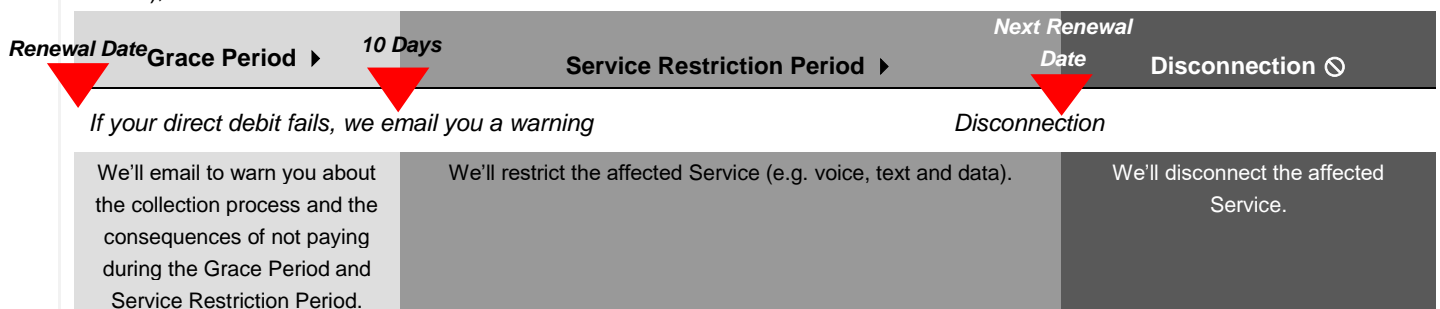 Next Renewal
Renewal Date Grace Period 10 Days
Service Restriction Period
Date
Disconnection
If your direct debit fails, we email you a warning
Disconnection
We'll email to warn you about
the collection process and the
consequences of not paying
during the Grace Period and
Service Restriction Period.
We'll restrict the affected Service (e.g. voice, text and data).
We'll disconnect the affected
Service.